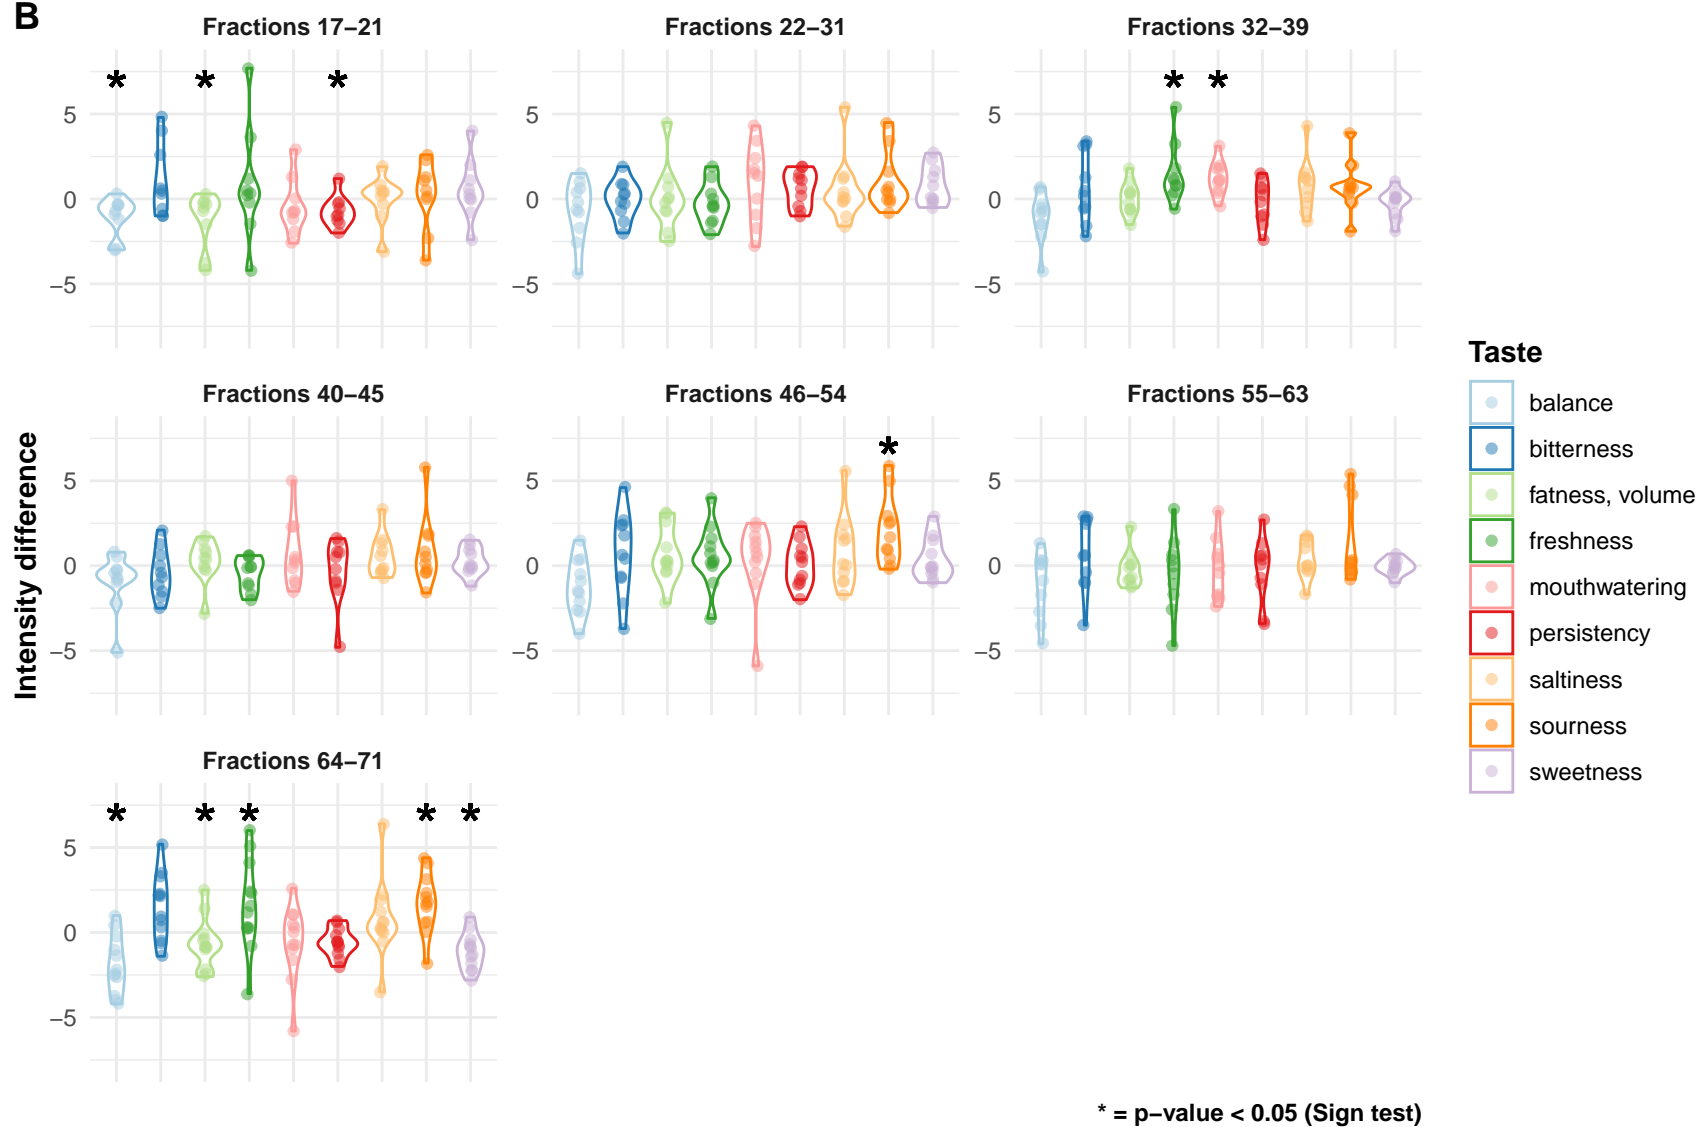 B
Fractions 17–21
Fractions 22–31
Fractions 32–39
* * *
* *
5
0
−5
5
0
−5
5
0
−5
Fractions 40–45
Fractions 46–54
Fractions 55–63
*
5
0
−5
5
0
−5
5
0
−5
Fractions 64–71
* * * * *
5
0
−5
Intensity difference
Taste
balance
bitterness
fatness, volume
freshness
mouthwatering
persistency
saltiness
sourness
sweetness
* = p−value < 0.05 (Sign test)